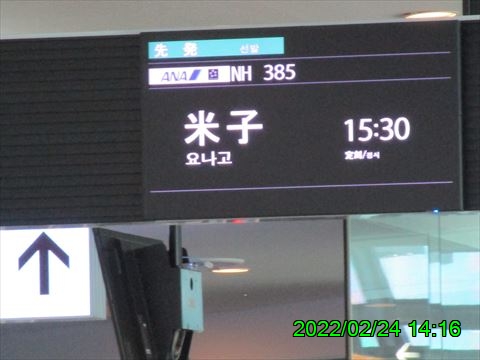 先発 선발
ANA NH 385
米子 15:30
요나고 定刻/정시
2022/02/24 14:16